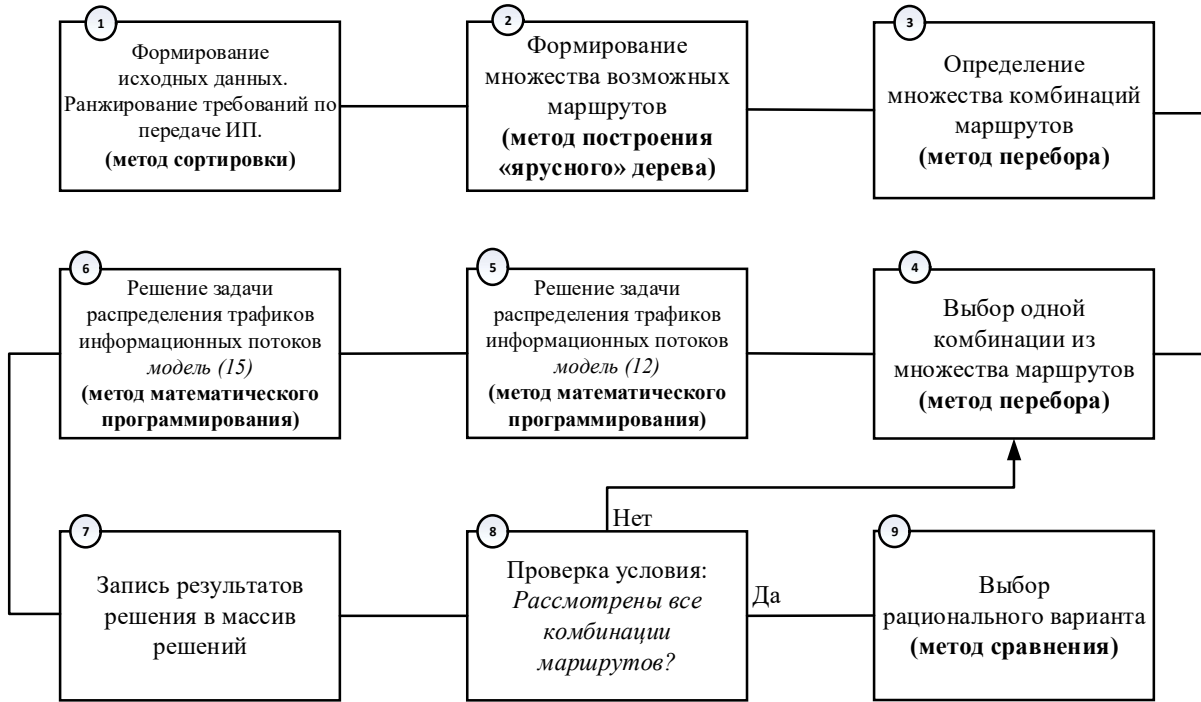 1
Формирование
исходных данных.
Ранжирование требований по
передаче ИП.
(метод сортировки)
2
Формирование
множества возможных
маршрутов
(метод построения
«ярусного» дерева)
3
Определение
множества комбинаций
маршрутов
(метод перебора)
4
Выбор одной
комбинации из
множества маршрутов
(метод перебора)
5
Решение задачи
распределения трафиков
информационных потоков
модель (12)
(метод математического
программирования)
6
Решение задачи
распределения трафиков
информационных потоков
модель (15)
(метод математического
программирования)
7
Запись результатов
решения в массив
решений
8
Проверка условия:
Рассмотрены все
комбинации
маршрутов?
Нет
Да
9
Выбор
рационального варианта
(метод сравнения)